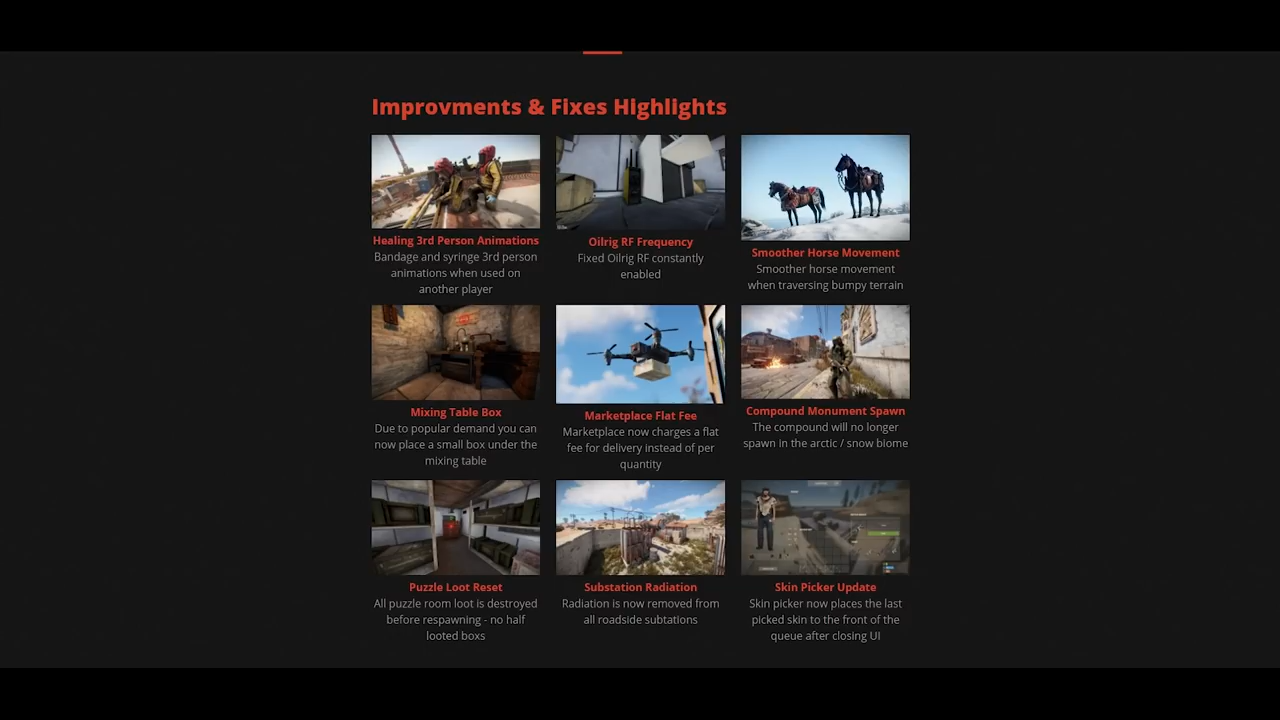 Improvments & Fixes Highlights
Healing 3rd Person Animations
Bandage and syringe 3rd person
animations when used on
another player
Oilrig RF Frequency
Fixed Oilrig RF constantly
enabled
Smoother Horse Movement
Smoother horse movement
when traversing bumpy terrain
Mixing Table Box
Due to popular demand you can
now place a small box under the
mixing table
Marketplace Flat Fee
Marketplace now charges a flat
fee for delivery instead of per
quantity
Compound Monument Spawn
The compound will no longer
spawn in the arctic / snow biome
Puzzle Loot Reset
All puzzle room loot is destroyed
before respawning - no half
looted boxs
Substation Radiation
Radiation is now removed from
all roadside subtations
Skin Picker Update
Skin picker now places the last
picked skin to the front of the
queue after closing UI